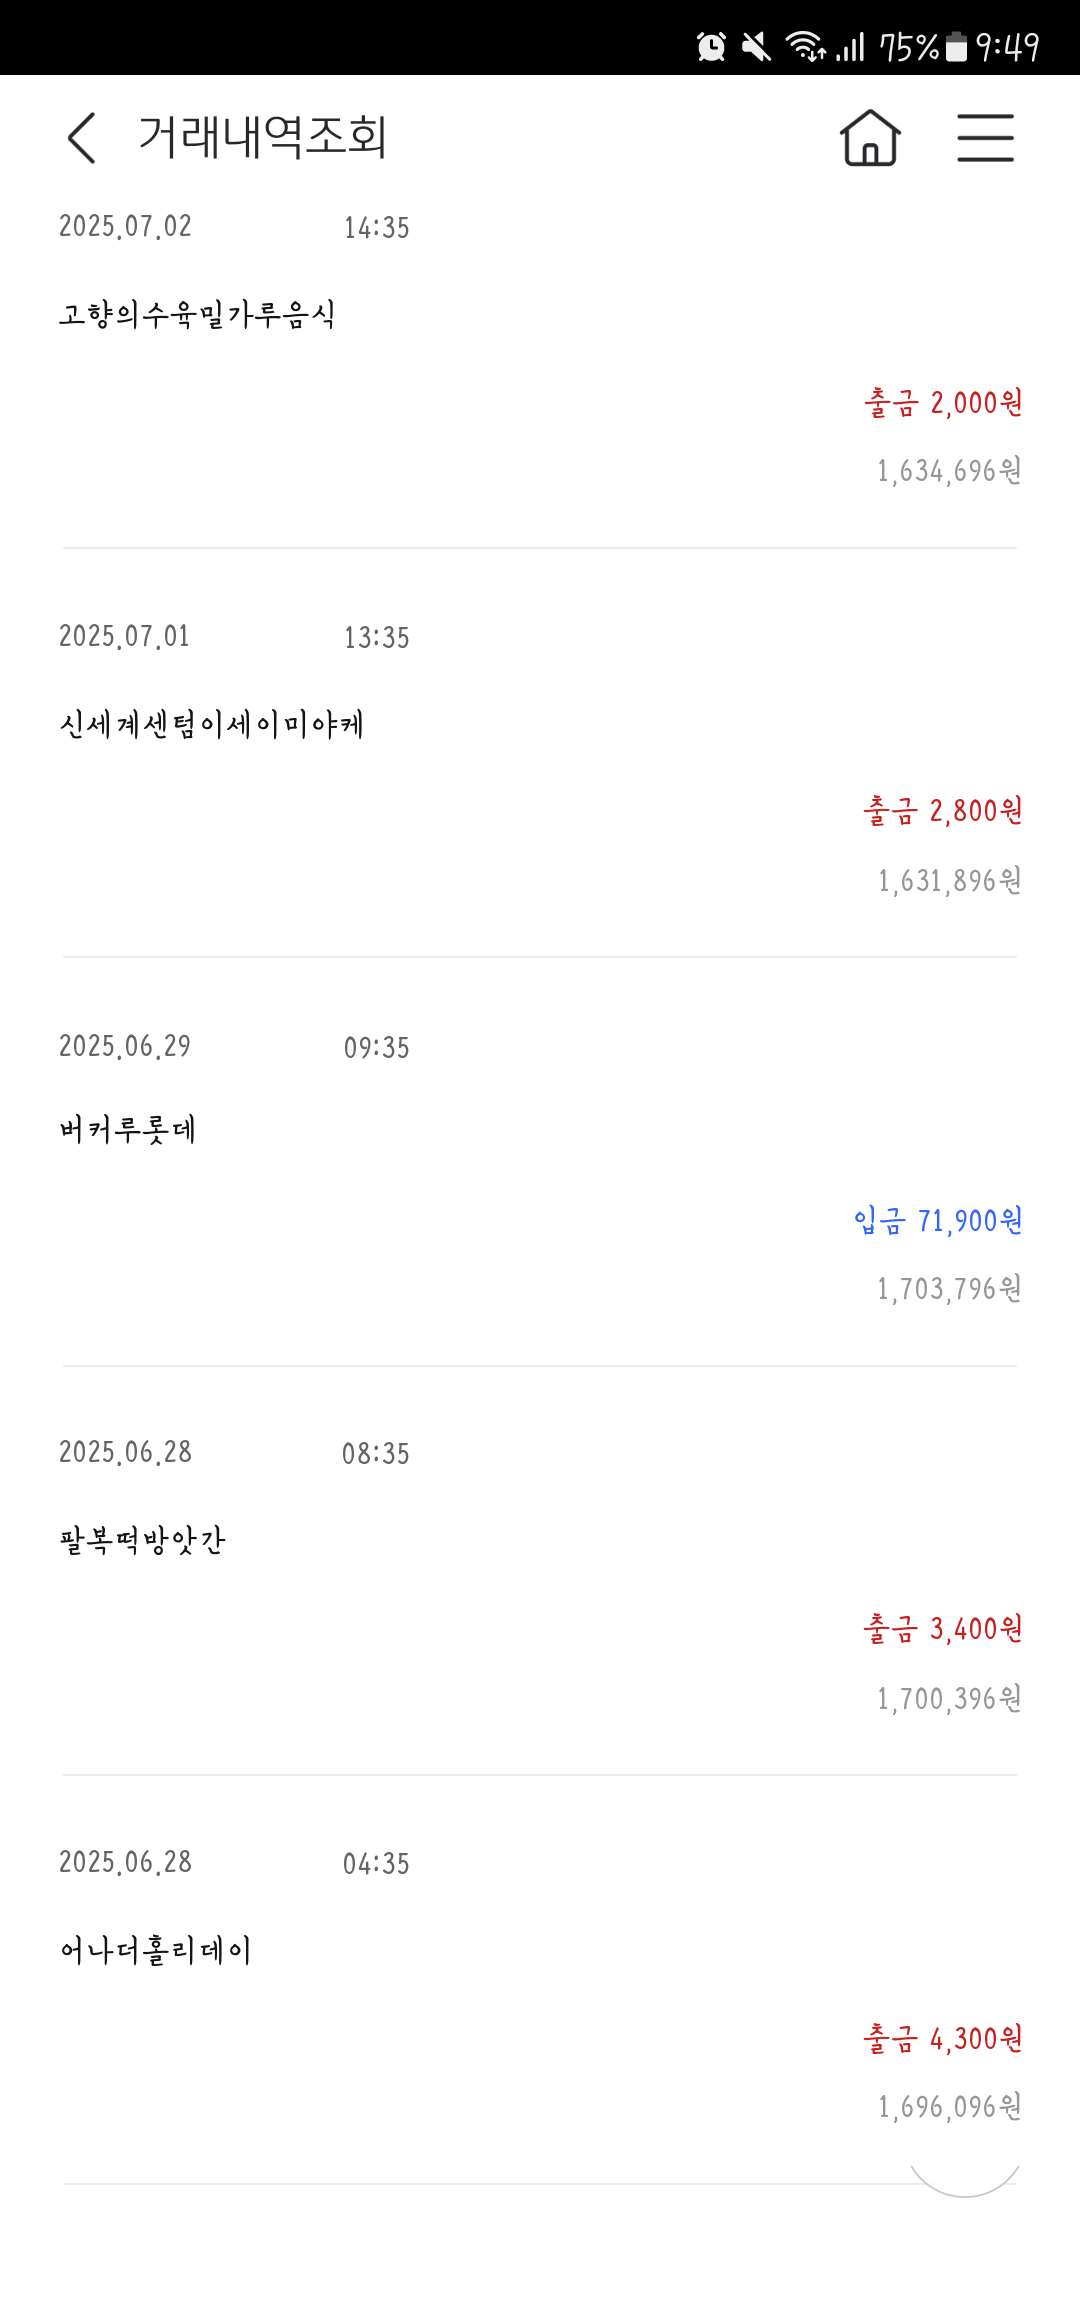 75% 9:49
거래내역조회
2025.07.02 14:35
고향의수육밀가루음식
출금 2,000원
1,634,696원
2025.07.01 13:35
신세계센텀이세이미야케
출금 2,800원
1,631,896원
2025.06.29 09:35
버커루롯데
입금 71,900원
1,703,796원
2025.06.28 08:35
팔복떡방앗간
출금 3,400원
1,700,396원
2025.06.28 04:35
어나더홀리데이
출금 4,300원
1,696,096원